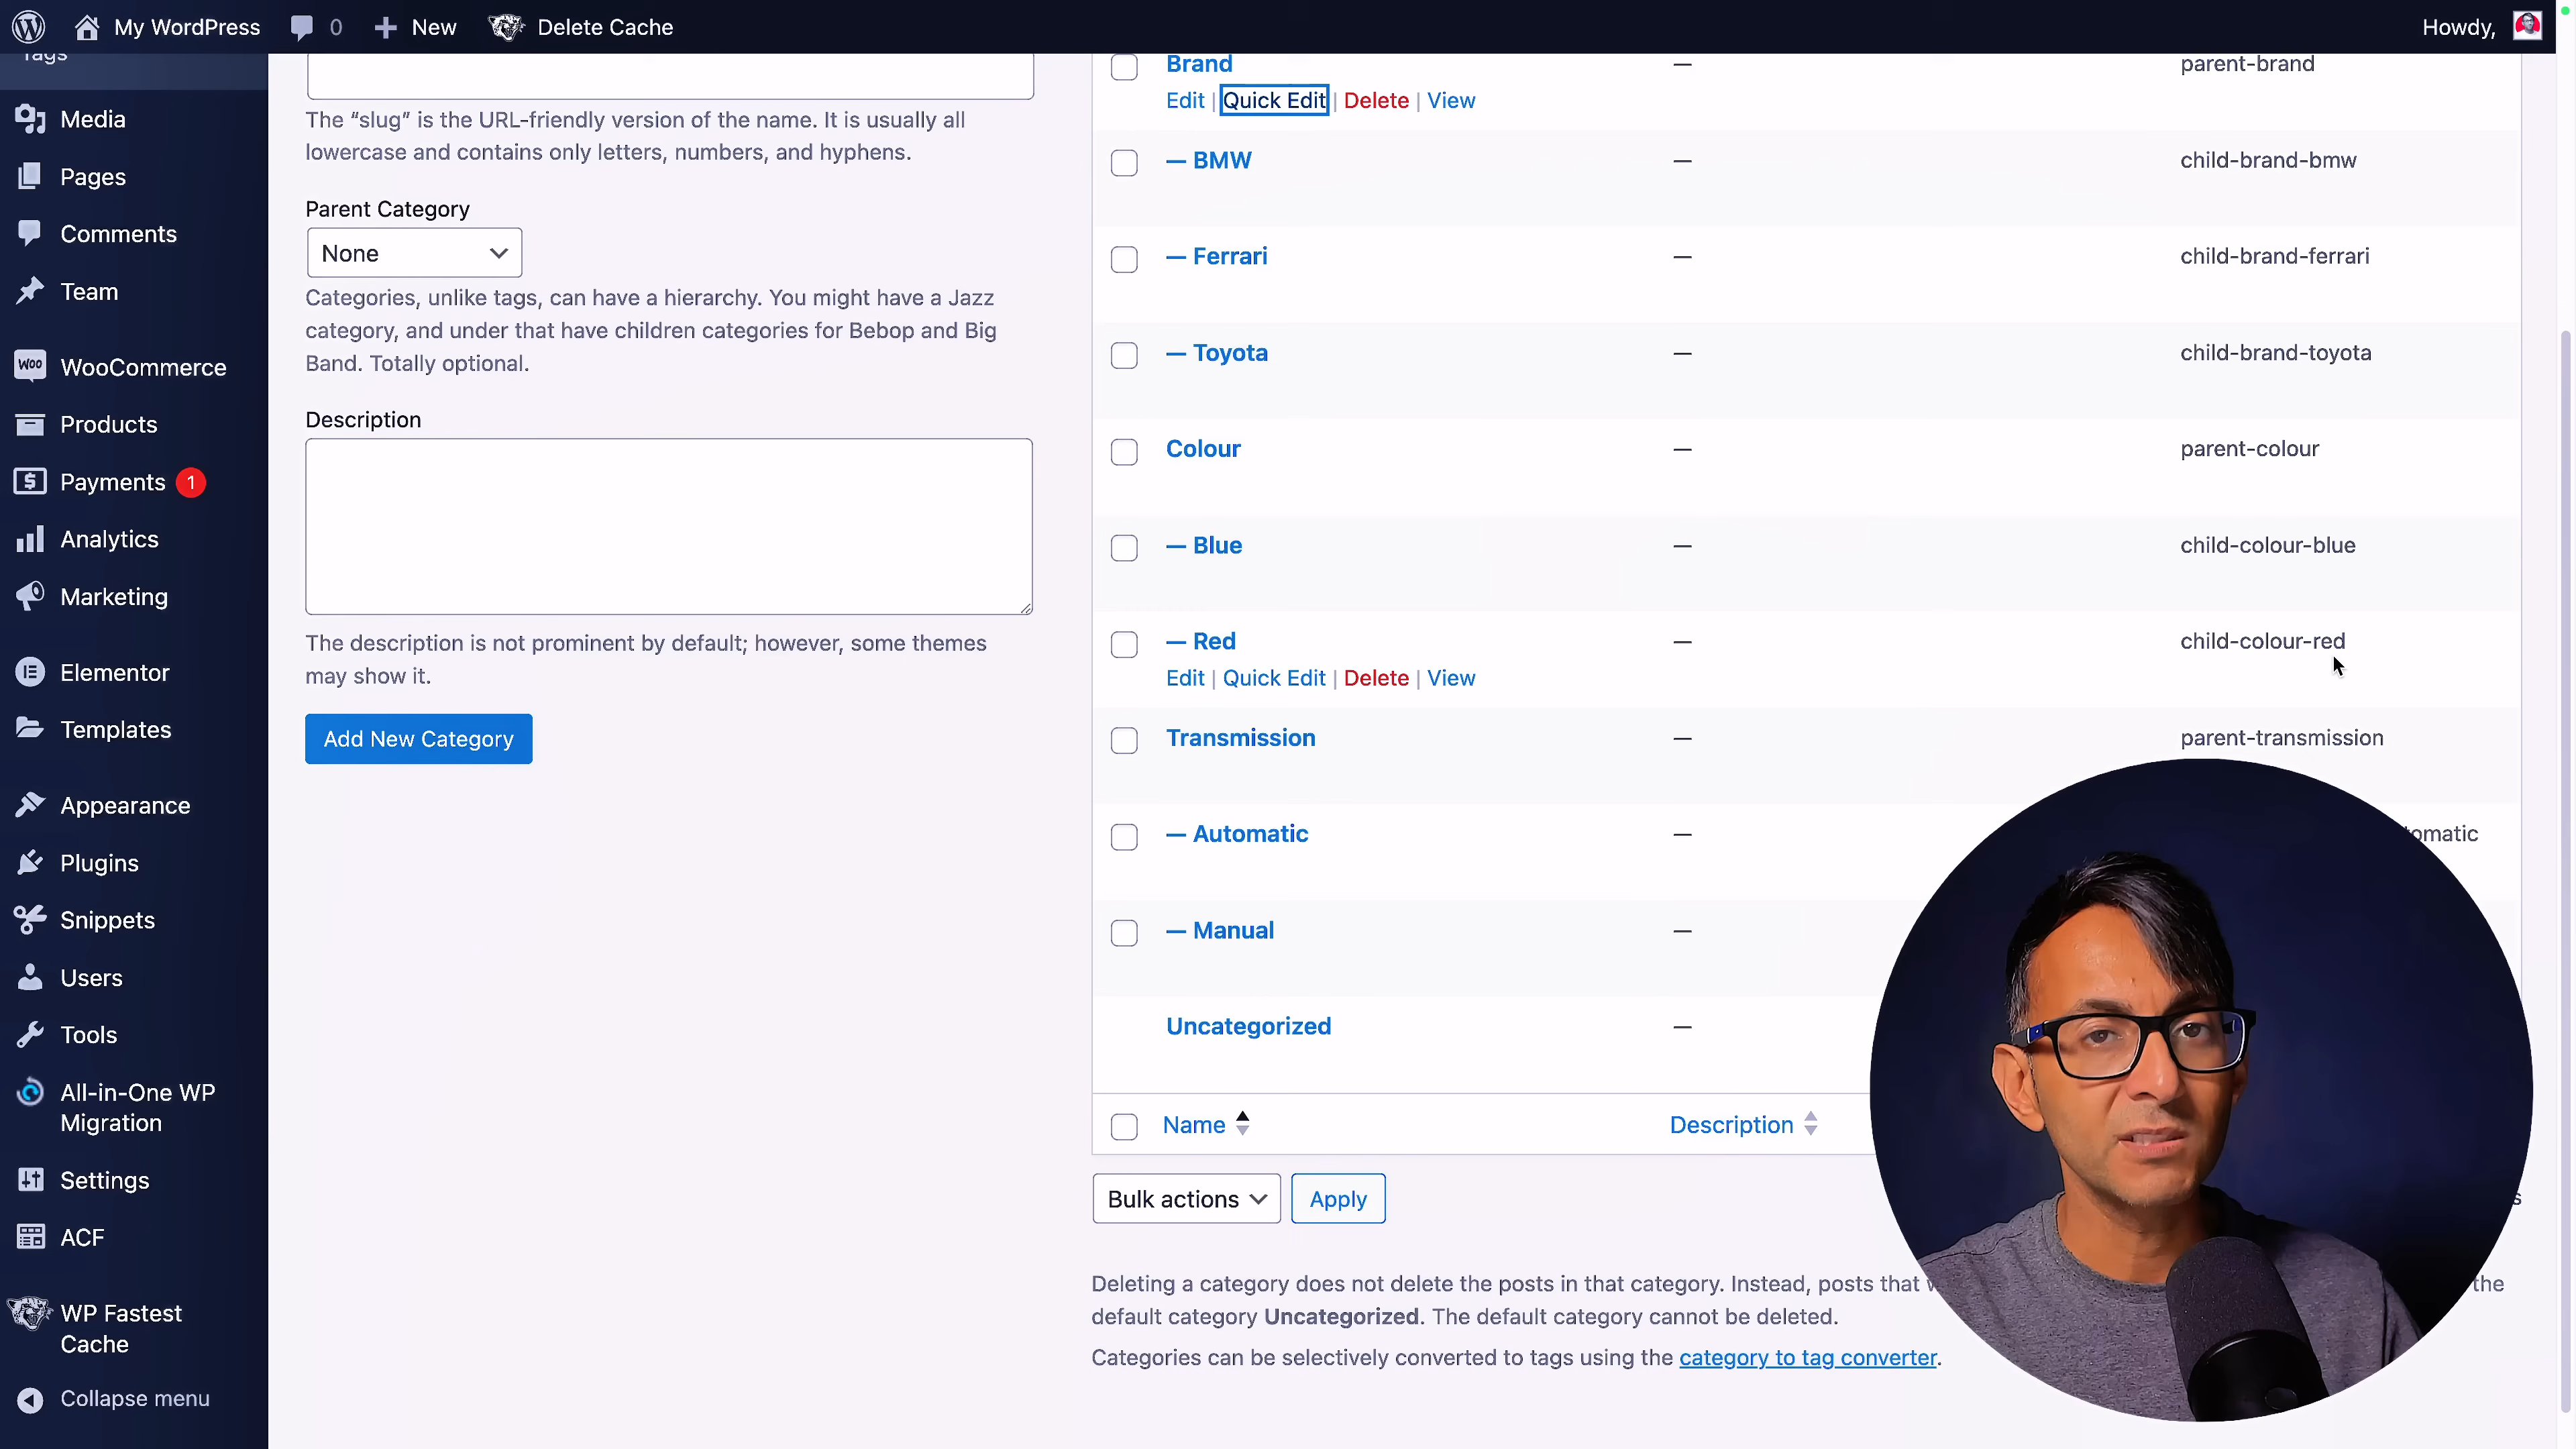 My WordPress
0
New
Delete Cache
Howdy,
Tags
Media
Pages
Comments
Team
Woo
WooCommerce
Products
Payments 1
Analytics
Marketing
Elementor
Templates
Appearance
Plugins
Snippets
Users
Tools
All-in-One WP
Migration
Settings
ACF
WP Fastest
Cache
Collapse menu
The “slug” is the URL-friendly version of the name. It is usually all
lowercase and contains only letters, numbers, and hyphens.
Parent Category
None
Categories, unlike tags, can have a hierarchy. You might have a Jazz
category, and under that have children categories for Bebop and Big
Band. Totally optional.
Description
The description is not prominent by default; however, some themes
may show it.
Add New Category
Brand — parent-brand
Edit | Quick Edit | Delete | View
— BMW — child-brand-bmw
— Ferrari — child-brand-ferrari
— Toyota — child-brand-toyota
Colour — parent-colour
— Blue — child-colour-blue
— Red — child-colour-red
Edit | Quick Edit | Delete | View
Transmission — parent-transmission
— Automatic — tomatic
— Manual —
Uncategorized —
Name Description
Bulk actions Apply
Deleting a category does not delete the posts in that category. Instead, posts that the
default category Uncategorized. The default category cannot be deleted.
Categories can be selectively converted to tags using the category to tag converter.